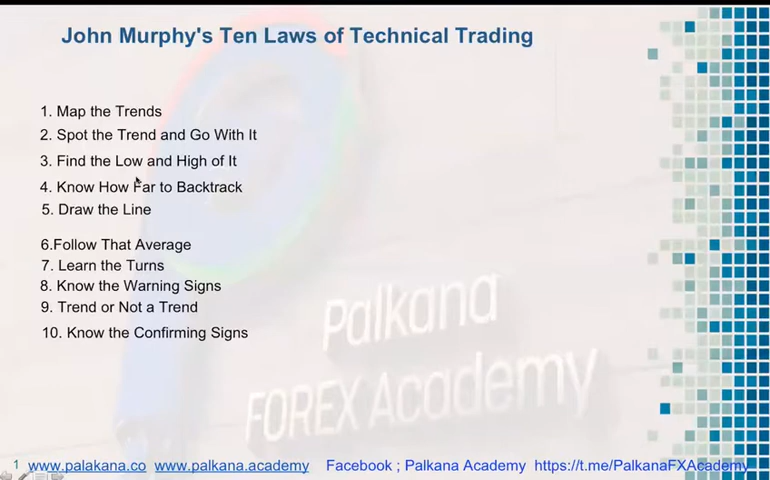 John Murphy's Ten Laws of Technical Trading
1. Map the Trends
2. Spot the Trend and Go With It
3. Find the Low and High of It
4. Know How Far to Backtrack
5. Draw the Line
6.Follow That Average
7. Learn the Turns
8. Know the Warning Signs
9. Trend or Not a Trend
10. Know the Confirming Signs
Palkana
FOREX Academy
1 www.palakana.co www.palkana.academy Facebook ; Palkana Academy https://t.me/PalkanaFXAcademy